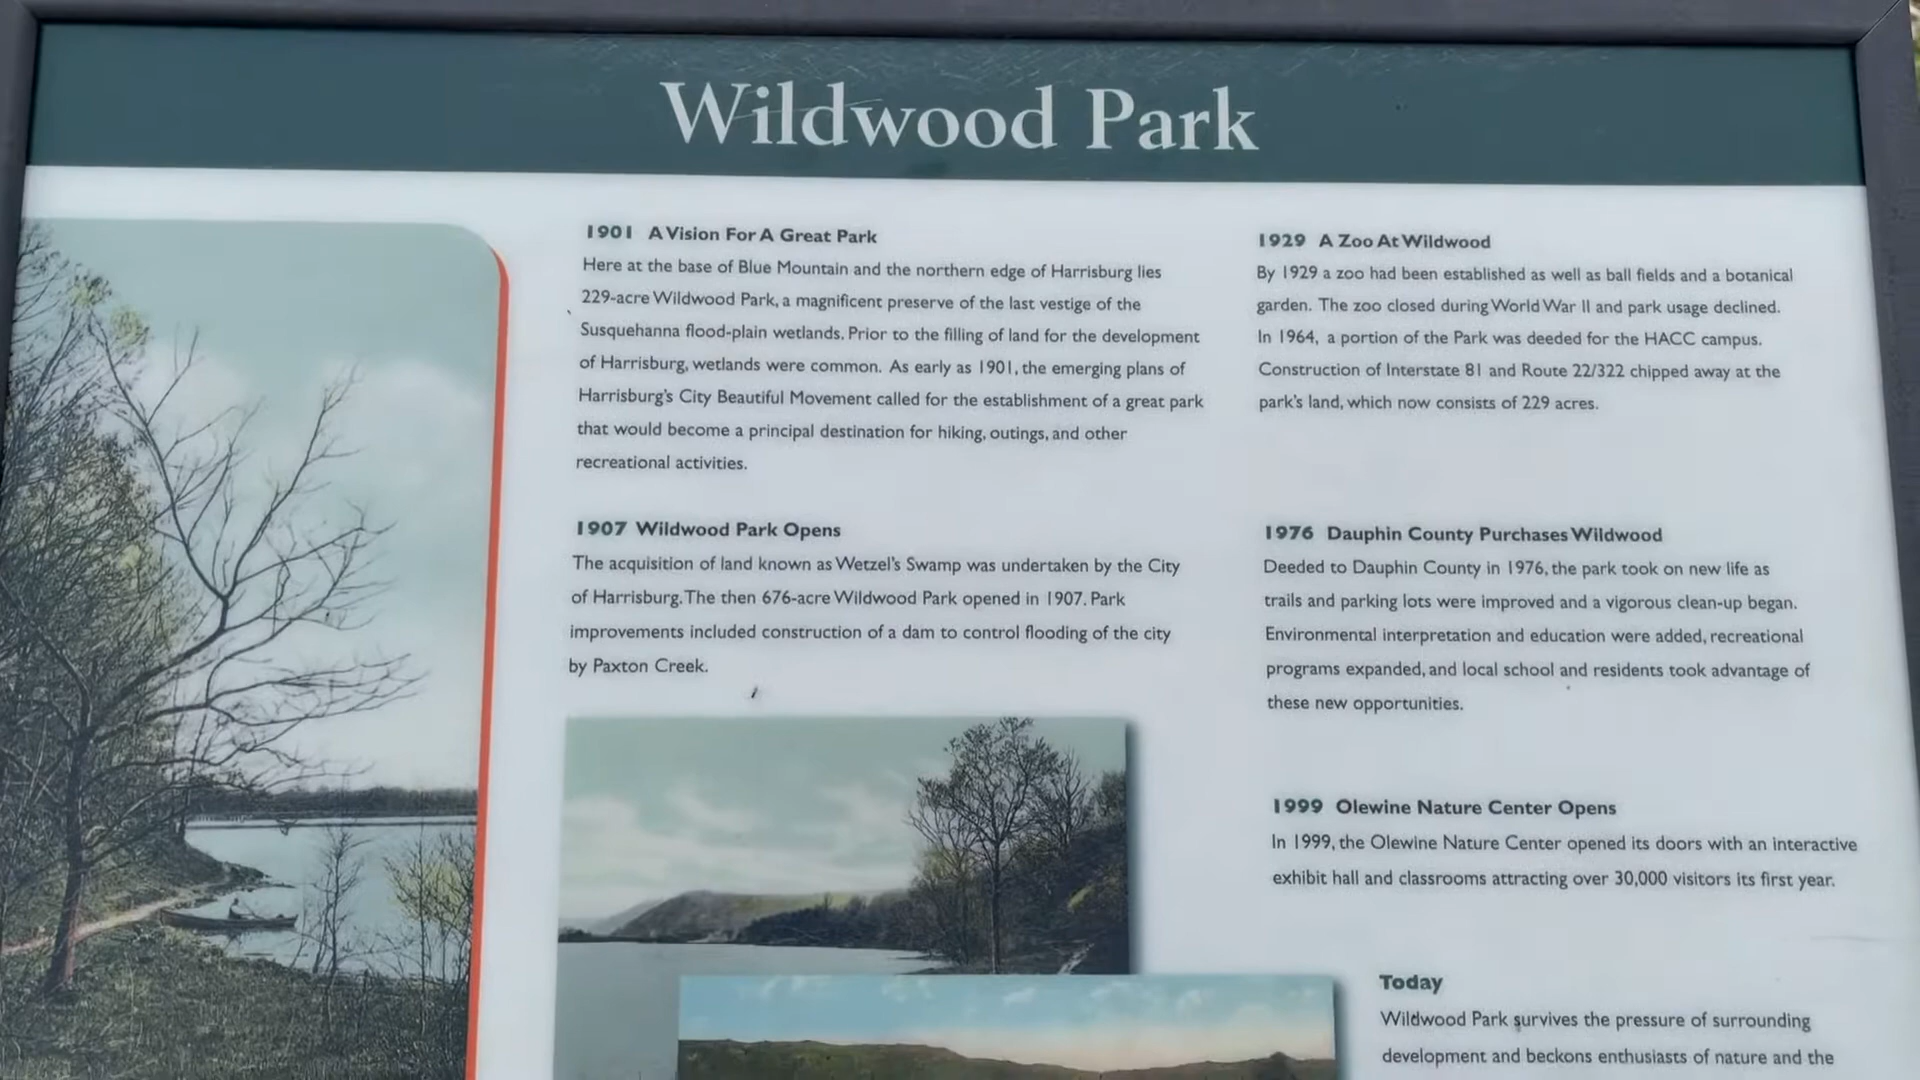 Wildwood Park
1901 A Vision For A Great Park
Here at the base of Blue Mountain and the northern edge of Harrisburg lies
229-acre Wildwood Park, a magnificent preserve of the last vestige of the
Susquehanna flood-plain wetlands. Prior to the filling of land for the development
of Harrisburg, wetlands were common. As early as 1901, the emerging plans of
Harrisburg's City Beautiful Movement called for the establishment of a great park
that would become a principal destination for hiking, outings, and other
recreational activities.
1907 Wildwood Park Opens
The acquisition of land known as Wetzel's Swamp was undertaken by the City
of Harrisburg. The then 676-acre Wildwood Park opened in 1907. Park
improvements included construction of a dam to control flooding of the city
by Paxton Creek.
1929 A Zoo At Wildwood
By 1929 a zoo had been established as well as ball fields and a botanical
garden. The zoo closed during World War II and park usage declined.
In 1964, a portion of the Park was deeded for the HACC campus.
Construction of Interstate 81 and Route 22/322 chipped away at the
park's land, which now consists of 229 acres.
1976 Dauphin County Purchases Wildwood
Deeded to Dauphin County in 1976, the park took on new life as
trails and parking lots were improved and a vigorous clean-up began.
Environmental interpretation and education were added, recreational
programs expanded, and local school and residents took advantage of
these new opportunities.
1999 Olewine Nature Center Opens
In 1999, the Olewine Nature Center opened its doors with an interactive
exhibit hall and classrooms attracting over 30,000 visitors its first year.
Today
Wildwood Park survives the pressure of surrounding
development and beckons enthusiasts of nature and the